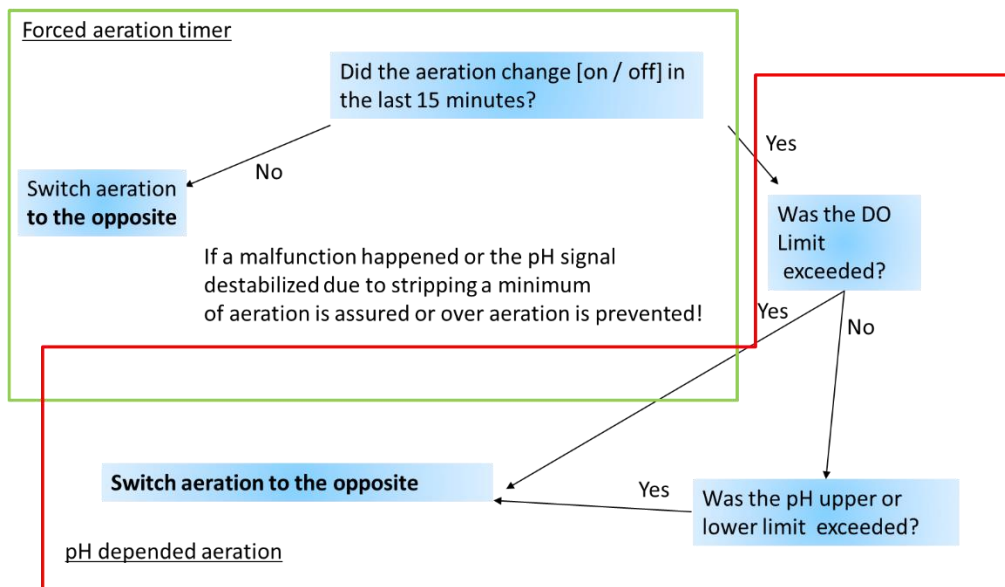 Forced aeration timer
Did the aeration change [on / off] in
the last 15 minutes?
Yes
No
Switch aeration
to the opposite
Was the DO
Limit
exceeded?
If a malfunction happened or the pH signal
destabilized due to stripping a minimum
of aeration is assured or over aeration is prevented!
Yes
No
Switch aeration to the opposite
Yes
Was the pH upper or
lower limit exceeded?
pH depended aeration